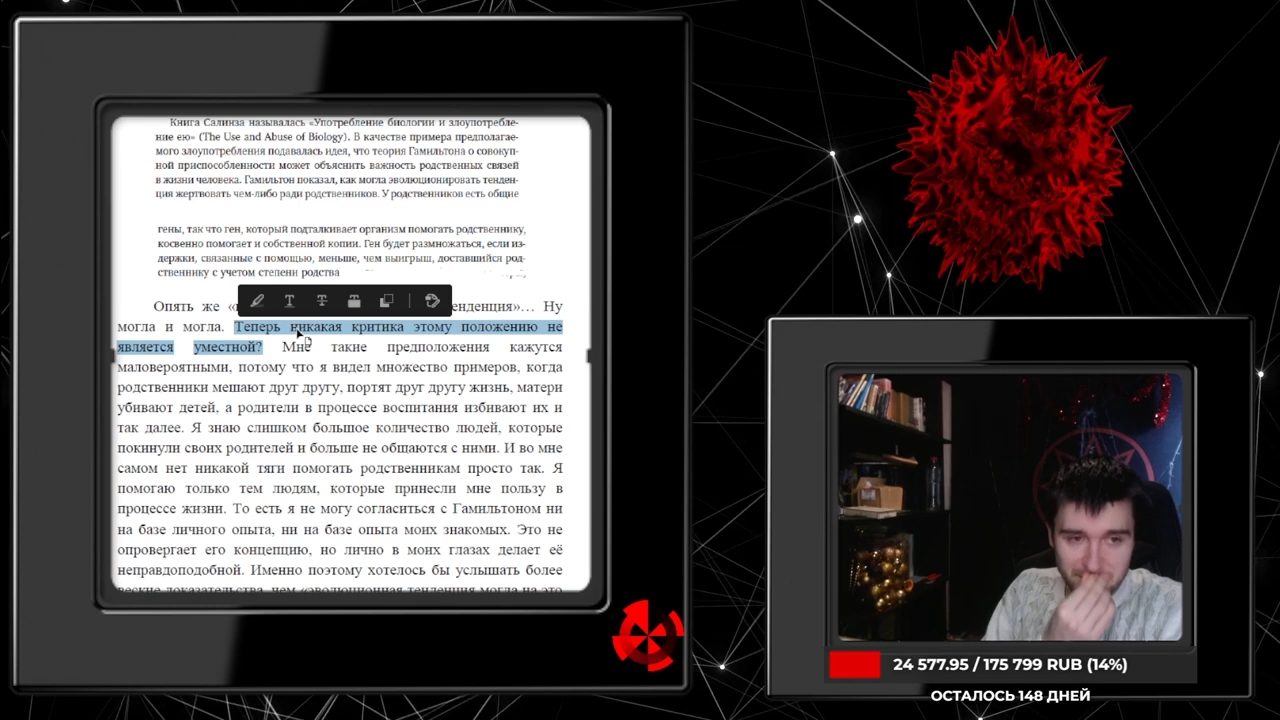 Книга Салинза называлась «Употребление биологии и злоупотребле-
ние ею» (The Use and Abuse of Biology). В качестве примера предполагае-
мого злоупотребления подавалась идея, что теория Гамильтона о совокуп-
ной приспособленности может объяснить важность родственных связей
в жизни человека. Гамильтон показал, как могла эволюционировать тенден-
ция жертвовать чем-либо ради родственников. У родственников есть общие
гены, так что ген, который подталкивает организм помогать родственнику,
косвенно помогает и собственной копии. Ген будет размножаться, если из-
держки, связанные с помощью, меньше, чем выигрыш, доставшийся род-
ственнику с учетом степени родства
Опять же тенденция»… Ну
могла и могла. Теперь никакая критика этому положению не
является уместной? Мне такие предположения кажутся
маловероятными, потому что я видел множество примеров, когда
родственники мешают друг другу, портят друг другу жизнь, матери
убивают детей, а родители в процессе воспитания избивают их и
так далее. Я знаю слишком большое количество людей, которые
покинули своих родителей и больше не общаются с ними. И во мне
самом нет никакой тяги помогать родственникам просто так. Я
помогаю только тем людям, которые принесли мне пользу в
процессе жизни. То есть я не могу согласиться с Гамильтоном ни
на базе личного опыта, ни на базе опыта моих знакомых. Это не
опровергает его концепцию, но лично в моих глазах делает её
неправдоподобной. Именно поэтому хотелось бы услышать более
веские доказательства, чем «эволюционная тенденция могла на это
24 577.95 / 175 799 RUB (14%)
ОСТАЛОСЬ 148 ДНЕЙ